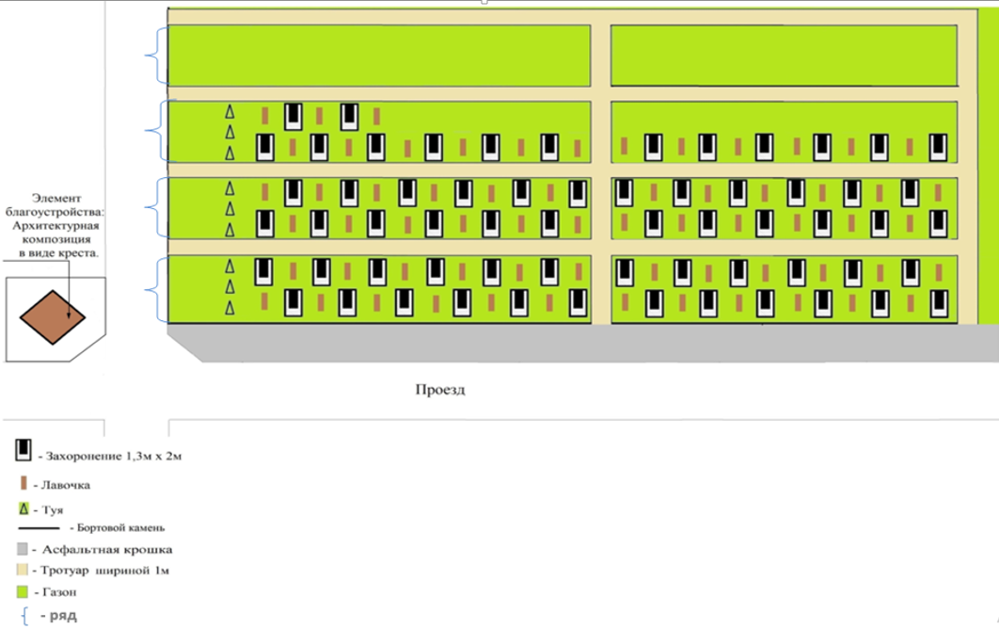 Элемент
благоустройства:
Архитектурная
композиция
в виде креста.
Проезд
- Захоронение 1,3м х 2м
- Лавочка
- Туя
- Бортовой камень
- Асфальтная крошка
- Тротуар шириной 1м
- Газон
- ряд